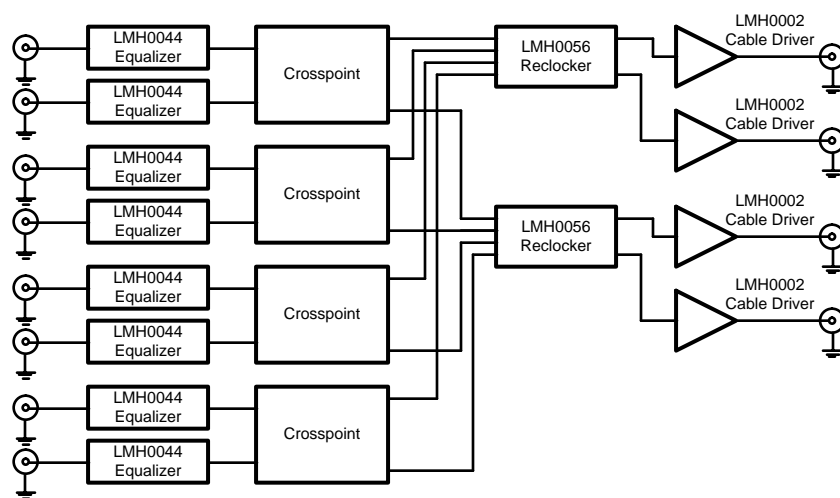 LMH0044
Equalizer
LMH0044
Equalizer
Crosspoint
LMH0044
Equalizer
LMH0044
Equalizer
Crosspoint
LMH0044
Equalizer
LMH0044
Equalizer
Crosspoint
LMH0044
Equalizer
LMH0044
Equalizer
Crosspoint
LMH0056
Reclocker
LMH0056
Reclocker
LMH0002
Cable Driver
LMH0002
Cable Driver
LMH0002
Cable Driver
LMH0002
Cable Driver